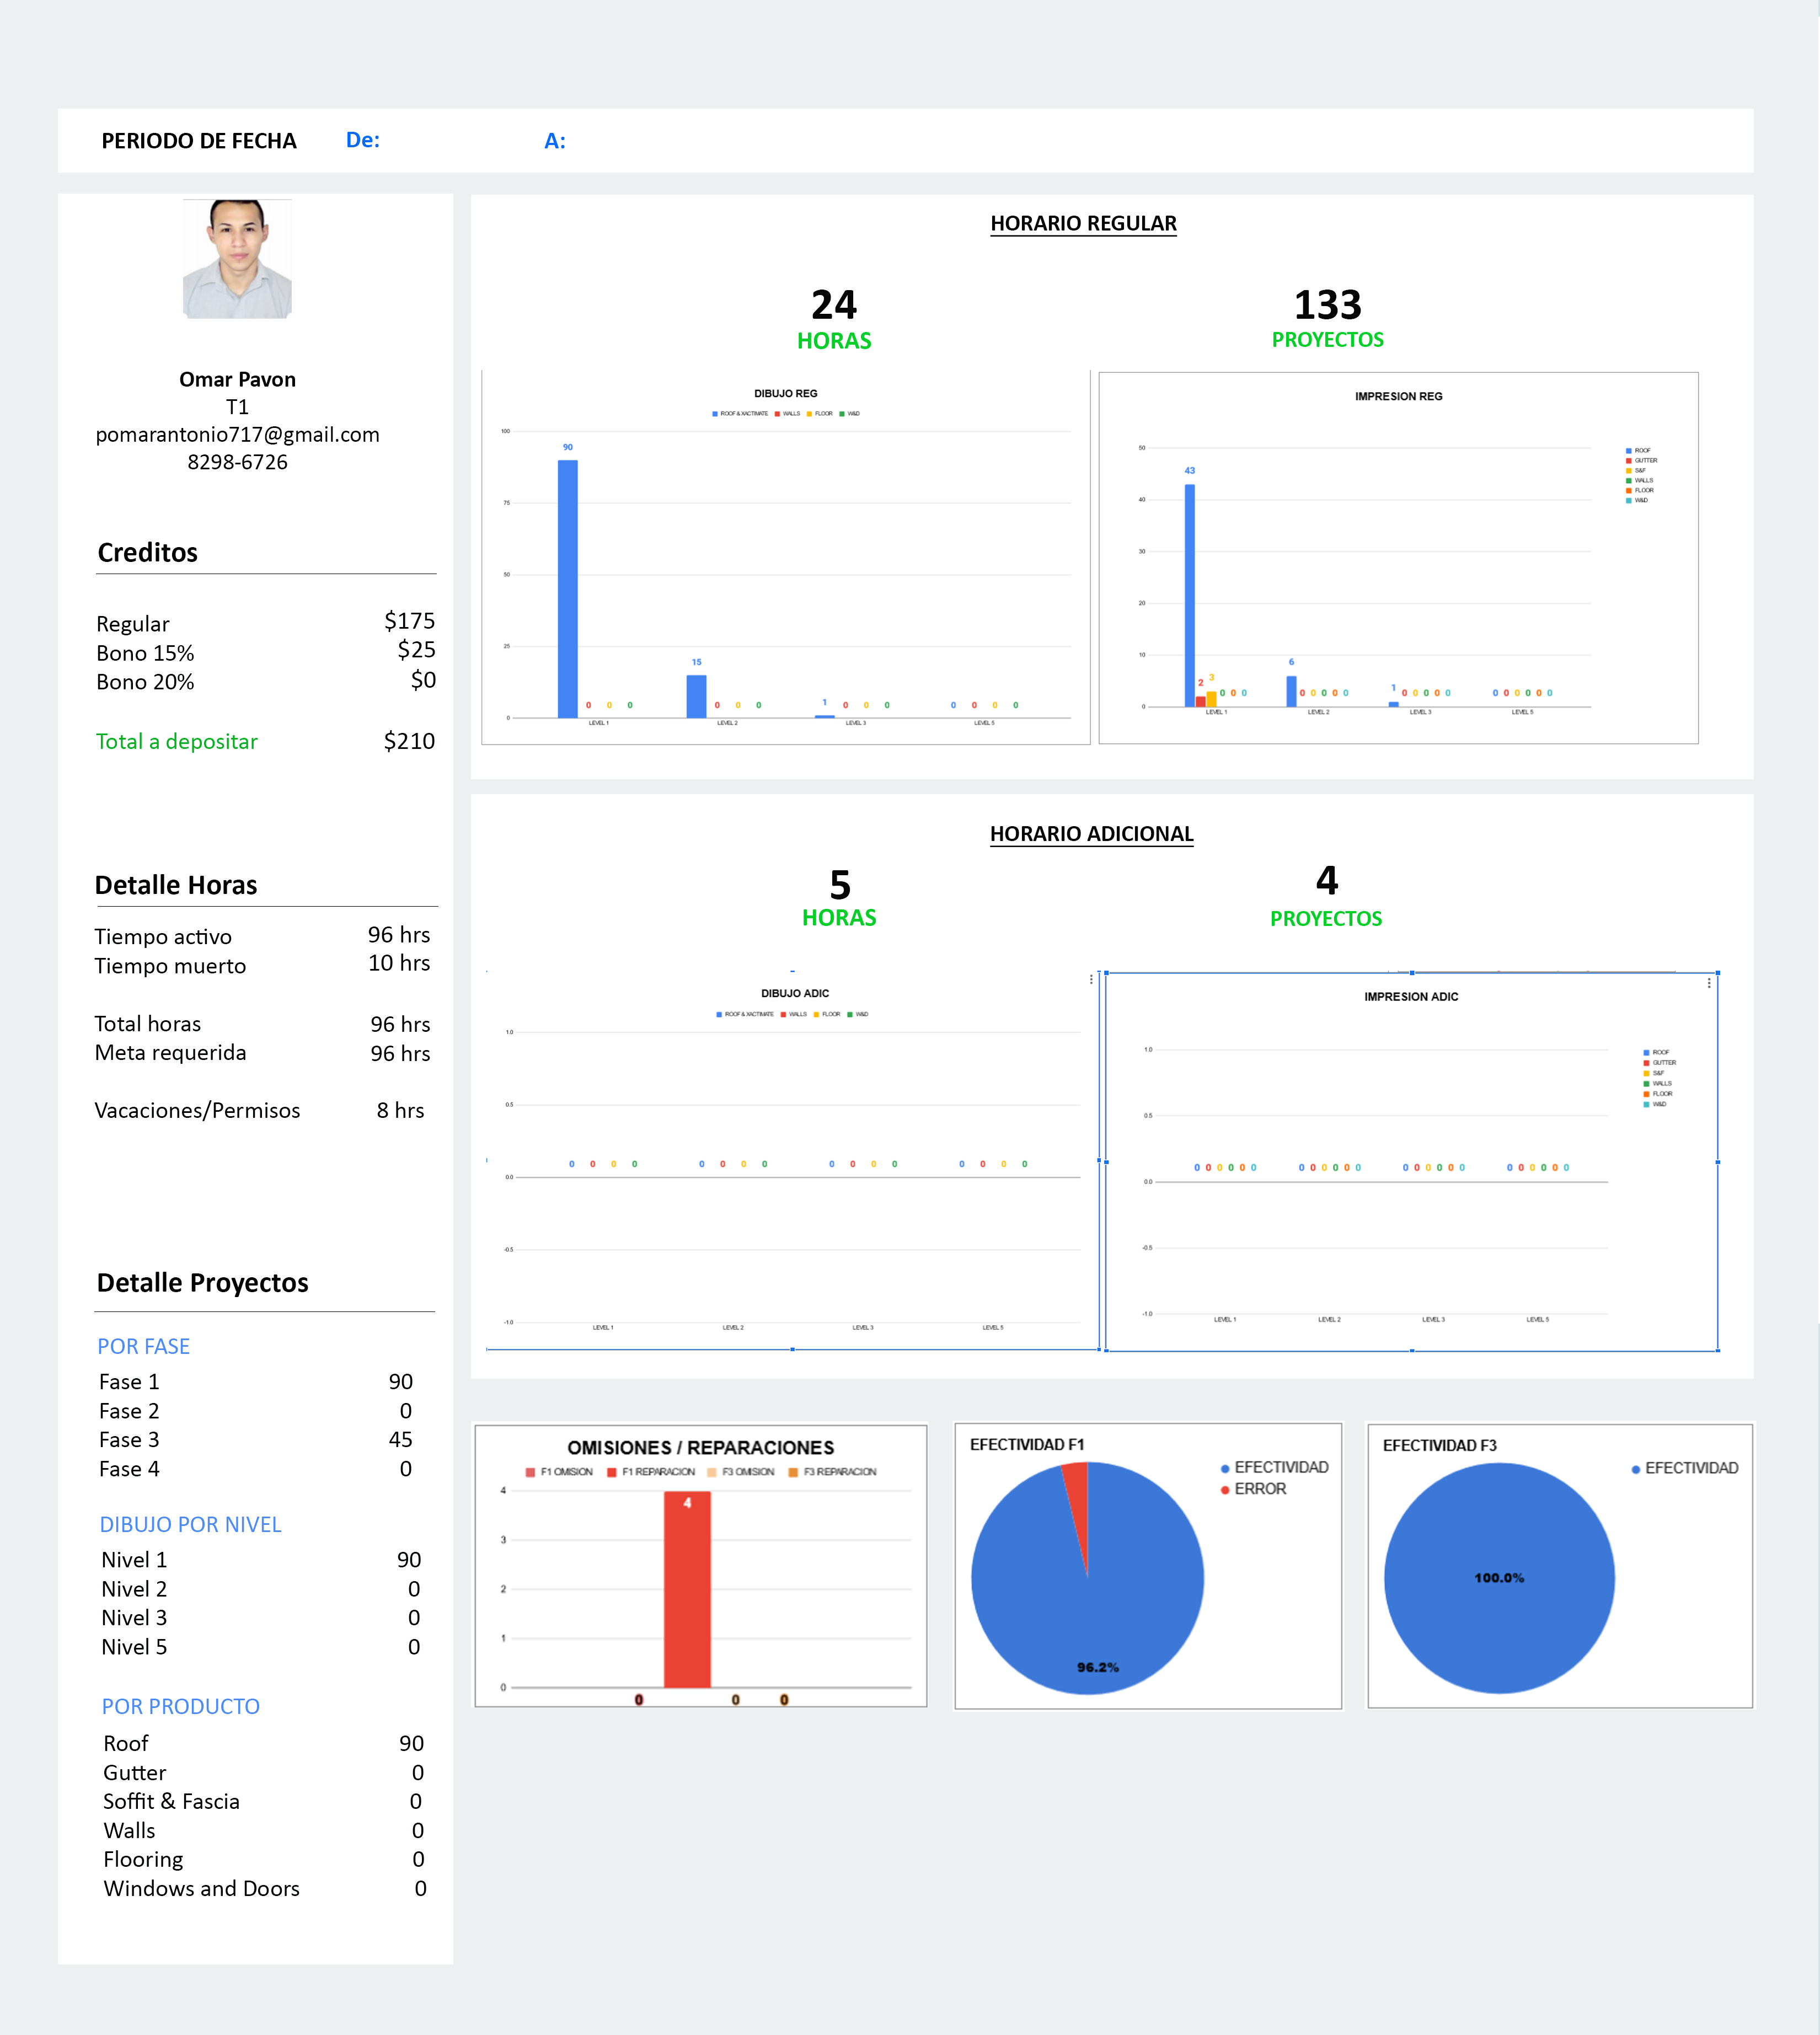 PERIODO DE FECHA De: A:
Omar Pavon
T1
pomarantonio717@gmail.com
8298-6726
Creditos
Regular $175
Bono 15% $25
Bono 20% $0
Total a depositar $210
Detalle Horas
Tiempo activo 96 hrs
Tiempo muerto 10 hrs
Total horas 96 hrs
Meta requerida 96 hrs
Vacaciones/Permisos 8 hrs
Detalle Proyectos
POR FASE
Fase 1 90
Fase 2 0
Fase 3 45
Fase 4 0
DIBUJO POR NIVEL
Nivel 1 90
Nivel 2 0
Nivel 3 0
Nivel 5 0
POR PRODUCTO
Roof 90
Gutter 0
Soffit & Fascia 0
Walls 0
Flooring 0
Windows and Doors 0
HORARIO REGULAR
24
HORAS
133
PROYECTOS
DIBUJO REG
ROOF & XACTIMATE WALLS FLOOR W&D
100
90
75
50
25
15
1
0 0 0 0 0 0 0 0 0 0 0 0 0
0
LEVEL 1 LEVEL 2 LEVEL 3 LEVEL 5
IMPRESION REG
ROOF
GUTTER
S&F
WALLS
FLOOR
W&D
50
43
40
30
20
10
6
2 3
1
0 0 0 0 0 0 0 0 0 0 0 0 0 0 0 0 0 0 0
0
LEVEL 1 LEVEL 2 LEVEL 3 LEVEL 5
HORARIO ADICIONAL
5
HORAS
4
PROYECTOS
DIBUJO ADIC
ROOF & XACTIMATE WALLS FLOOR W&D
1.0
0.5
0 0 0 0 0 0 0 0 0 0 0 0 0 0 0 0
0.0
-0.5
-1.0
LEVEL 1 LEVEL 2 LEVEL 3 LEVEL 5
IMPRESION ADIC
ROOF
GUTTER
S&F
WALLS
FLOOR
W&D
1.0
0.5
0 0 0 0 0 0 0 0 0 0 0 0 0 0 0 0 0 0 0 0 0 0 0 0
0.0
-0.5
-1.0
LEVEL 1 LEVEL 2 LEVEL 3 LEVEL 5
OMISIONES / REPARACIONES
F1 OMISION F1 REPARACION F3 OMISION F3 REPARACION
4
4
3
2
1
0
0 0 0
EFECTIVIDAD F1
EFECTIVIDAD
ERROR
96.2%
EFECTIVIDAD F3
EFECTIVIDAD
100.0%